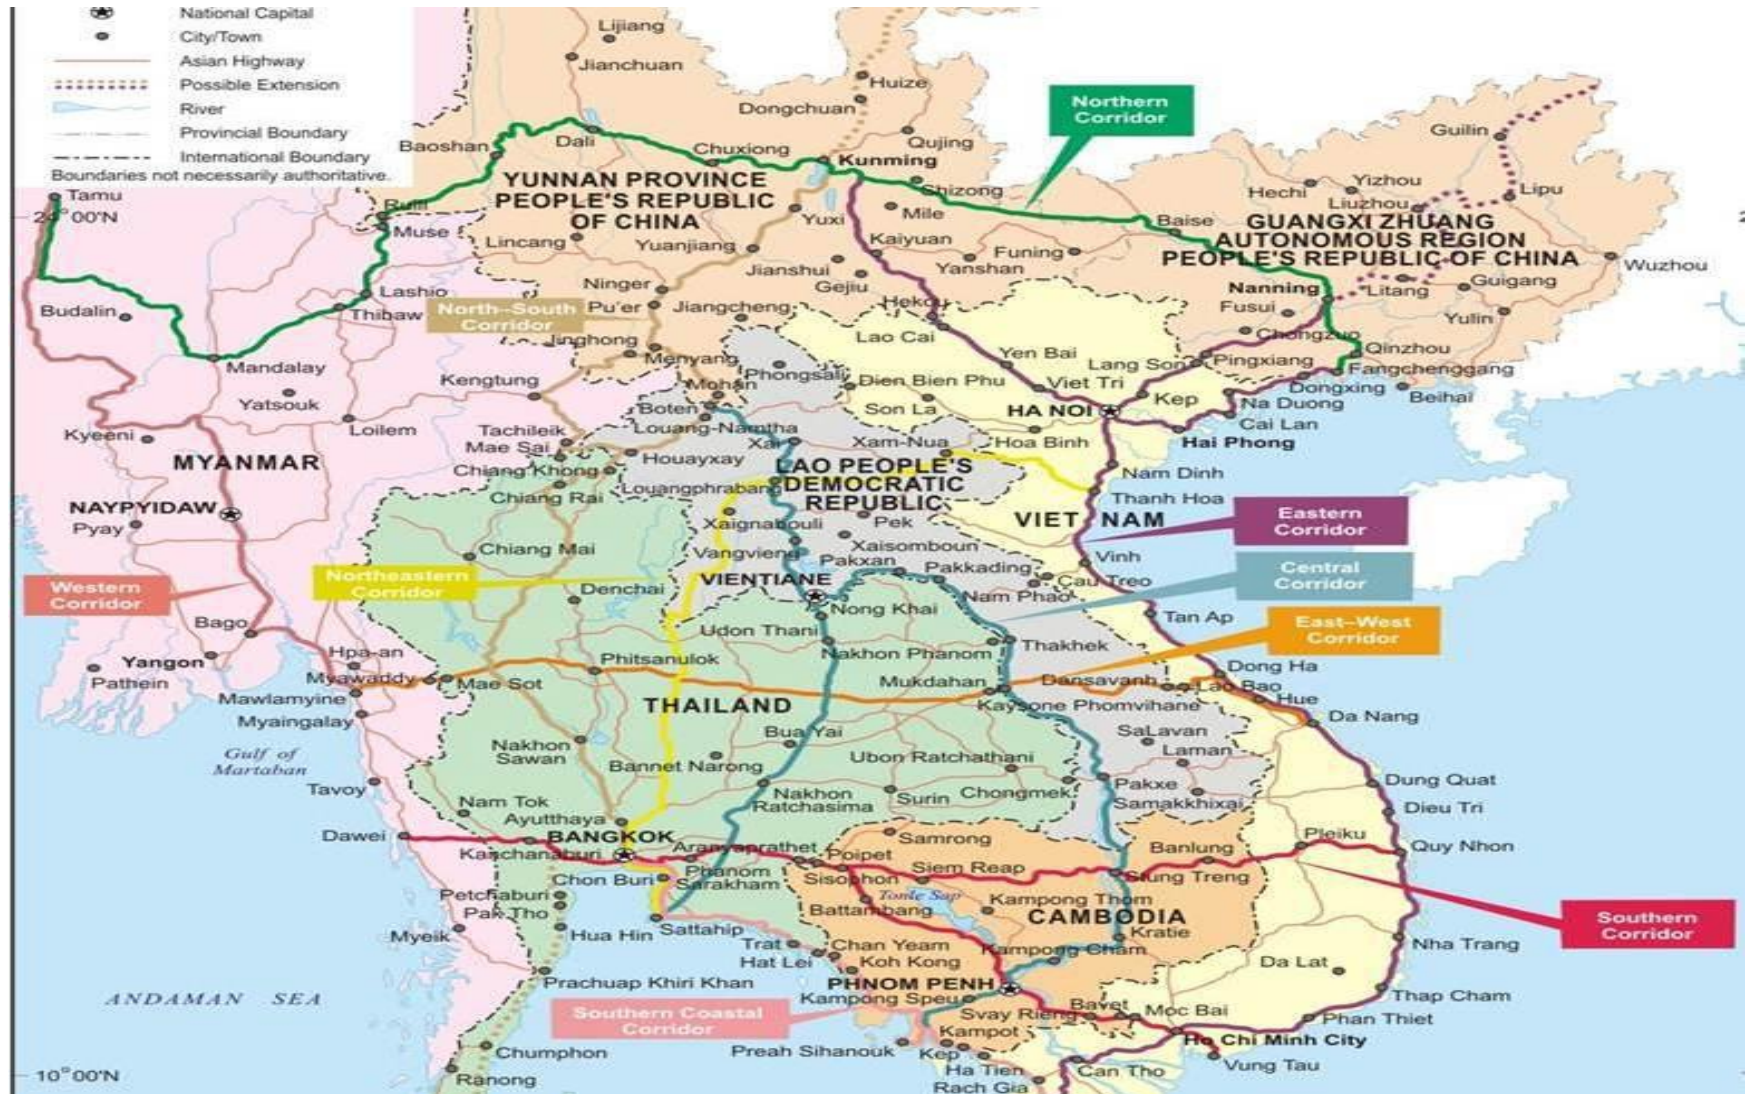 National Capital
City/Town
Asian Highway
Possible Extension
River
Provincial Boundary
International Boundary
Boundaries not necessarily authoritative.
Lijiang
Jianchuan
Huize
Dongchuan
Northern
Corridor
Guilin
Baoshan
Dali
Chuxiong
Qujing
Kunming
Shizong
Hechi
Yizhou
Liuzhou
Lipu
Tamu
24°00'N
Ruili
Muse
YUNNAN PROVINCE
PEOPLE'S REPUBLIC
OF CHINA
Lincang
Yuxi
Yuanjiang
Mile
Kaiyuan
Funing
Yanshan
Jianshui
Gejiu
Baise
GUANGXI ZHUANG
AUTONOMOUS REGION
PEOPLE'S REPUBLIC OF CHINA
Wuzhou
Lashio
Thibaw
Budalin
Ninger
Pu'er
Jiangcheng
North–South
Corridor
Hekou
Lao Cai
Nanning
Fusui
Litang
Guigang
Yulin
Chongzuo
Pingxiang
Qinzhou
Fangchenggang
Dongxing
Beihai
Jinghong
Menyang
Mohan
Phongsali
Dien Bien Phu
Yen Bai
Lang Son
Viet Tri
Mandalay
Yatsouk
Kengtung
Boten
Son La
HA NOI
Kep
Na Duong
Cai Lan
Hai Phong
Kyeeni
Loilem
Tachileik
Mae Sai
Louang-Namtha
Xai
Xam-Nua
Hoa Binh
MYANMAR
Chiang Khong
Houayxay
Chiang Rai
Louangphrabang
LAO PEOPLE'S
DEMOCRATIC
REPUBLIC
Nam Dinh
Thanh Hoa
NAYPYIDAW
Pyay
Xaignabouli
Pek
VIET NAM
Eastern
Corridor
Chiang Mai
Vangvieng
Xaisomboun
Pakxan
Pakkading
Vinh
Central
Corridor
Western
Corridor
Northeastern
Corridor
Denchai
VIENTIANE
Cau Treo
Nam Phao
Nong Khai
Tan Ap
East–West
Corridor
Bago
Udon Thani
Thakhek
Nakhon Phanom
Yangon
Pathein
Hpa-an
Myawaddy
Mae Sot
Phitsanulok
Mukdahan
Dansavanh
Lao Bao
Dong Ha
Hue
Mawlamyine
Myaingalay
THAILAND
Kaysone Phomvihane
Da Nang
Gulf of
Martaban
Nakhon
Sawan
Bua Yai
Bannet Narong
Ubon Ratchathani
SaLavan
Laman
Tavoy
Nakhon
Ratchasima
Surin
Chongmek
Pakxe
Samakkhixai
Dung Quat
Dieu Tri
Nam Tok
Ayutthaya
Dawei
BANGKOK
Kanchanaburi
Aranyaprathet
Poipet
Samrong
Siem Reap
Banlung
Pleiku
Quy Nhon
Chon Buri
Phanom
Sarakham
Sisophon
Stung Treng
Petchaburi
Pak Tho
Battambang
Tonle Sap
Kampong Thom
CAMBODIA
Southern
Corridor
Myeik
Hua Hin
Sattahip
Trat
Hat Lei
Chan Yeam
Koh Kong
Kratie
Kampong Cham
Nha Trang
Da Lat
ANDAMAN SEA
Prachuap Khiri Khan
PHNOM PENH
Kampong Speu
Southern Coastal
Corridor
Svay Rieng
Bavet
Moc Bai
Thap Cham
Phan Thiet
Chumphon
Preah Sihanouk
Kampot
Kep
Ho Chi Minh City
Vung Tau
10°00'N
Ranong
Ha Tien
Rach Gia
Can Tho